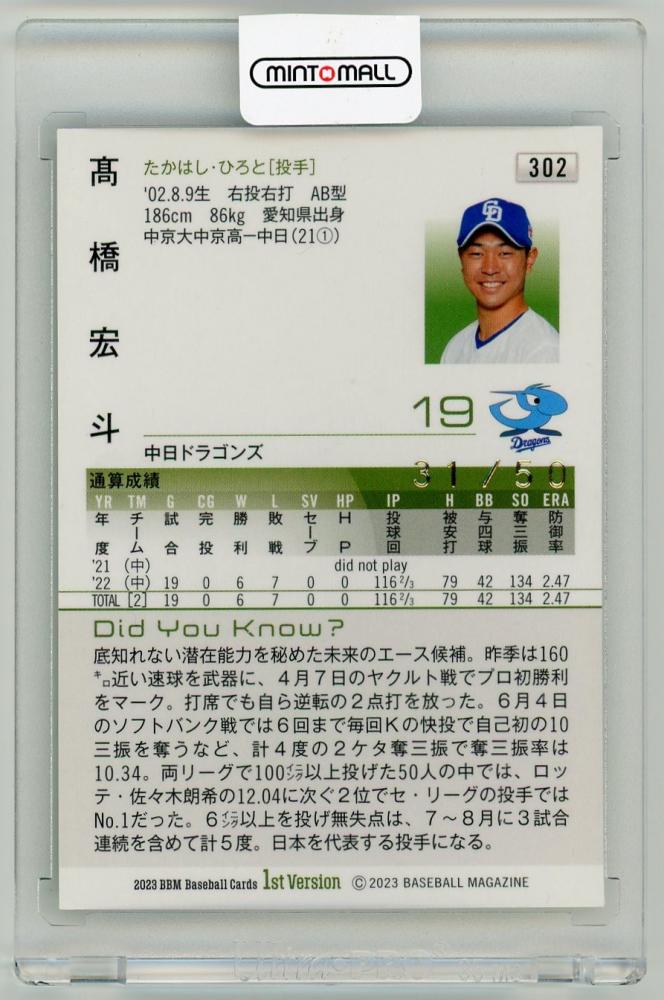 MINTMALL
302
髙橋宏斗
たかはし・ひろと[投手]
'02.8.9生 右投右打 AB型
186cm 86kg 愛知県出身
中京大中京高ー中日(21①)
CD
19
Dragons
中日ドラゴンズ
31/50
通算成績
YR TM G CG W L SV HP IP H BB SO ERA
年度 チーム 試合 完投 勝利 敗戦 セーブ HP 投球回 被安打 与四球 奪三振 防御率
'21 (中) did not play
'22 (中) 19 0 6 7 0 0 116 2/3 79 42 134 2.47
TOTAL [2] 19 0 6 7 0 0 116 2/3 79 42 134 2.47
Did You Know?
底知れない潜在能力を秘めた未来のエース候補。昨季は160
㌔近い速球を武器に、4月7日のヤクルト戦でプロ初勝利
をマーク。打席でも自ら逆転の2点打を放った。6月4日
のソフトバンク戦では6回まで毎回Kの快投で自己初の10
三振を奪うなど、計4度の2ケタ奪三振で奪三振率は
10.34。両リーグで100イニング以上投げた50人の中では、ロッ
テ・佐々木朗希の12.04に次ぐ2位でセ・リーグの投手では
No.1だった。6イニング以上を投げ無失点は、7〜8月に3試合
連続を含めて計5度。日本を代表する投手になる。
2023 BBM Baseball Cards 1st Version ©2023 BASEBALL MAGAZINE
Ultra PRO